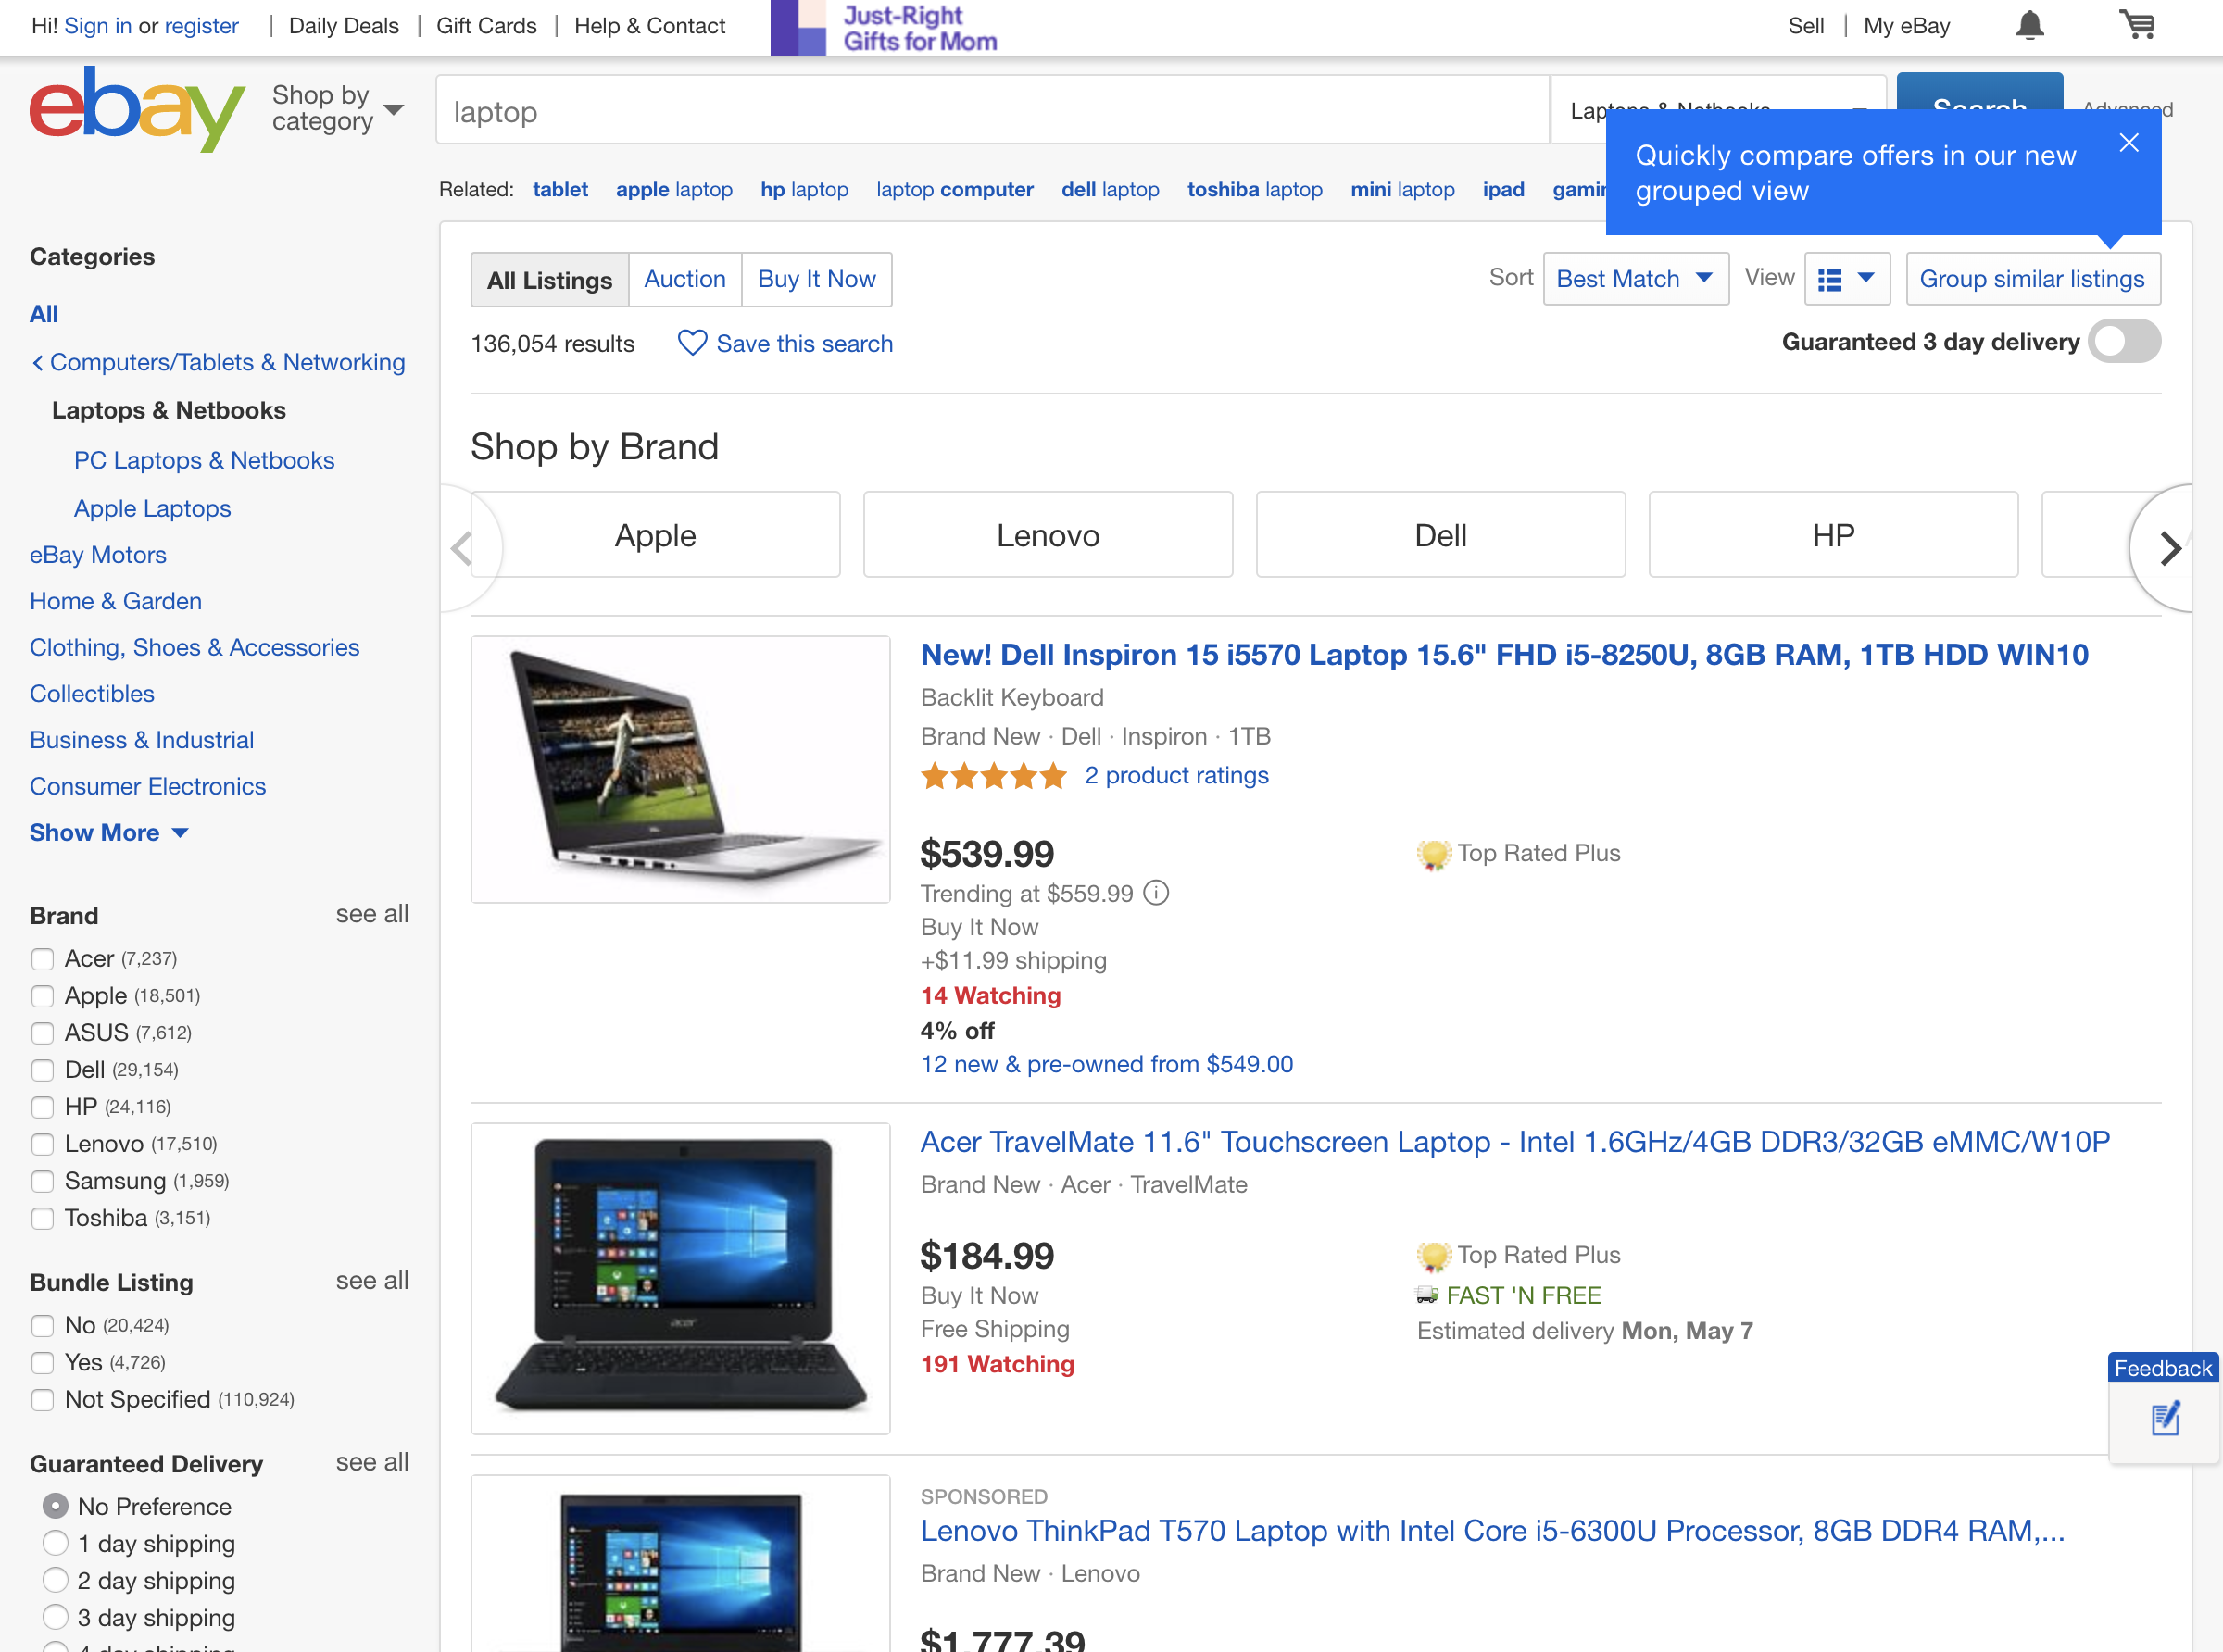 Hi! Sign in or register | Daily Deals | Gift Cards | Help & Contact
Just-Right
Gifts for Mom
Sell | My eBay
ebay
Shop by
category
laptop
Laptops & Netbooks
Search
Advanced
Quickly compare offers in our new
grouped view
Related: tablet apple laptop hp laptop laptop computer dell laptop toshiba laptop mini laptop ipad
Categories
All
Computers/Tablets & Networking
Laptops & Netbooks
PC Laptops & Netbooks
Apple Laptops
eBay Motors
Home & Garden
Clothing, Shoes & Accessories
Collectibles
Business & Industrial
Consumer Electronics
Show More
Brand see all
Acer (7,237)
Apple (18,501)
ASUS (7,612)
Dell (29,154)
HP (24,116)
Lenovo (17,510)
Samsung (1,959)
Toshiba (3,151)
Bundle Listing see all
No (20,424)
Yes (4,726)
Not Specified (110,924)
Guaranteed Delivery see all
No Preference
1 day shipping
2 day shipping
3 day shipping
4 day shipping
All Listings Auction Buy It Now
Sort Best Match View Group similar listings
136,054 results Save this search
Guaranteed 3 day delivery
Shop by Brand
Apple Lenovo Dell HP
New! Dell Inspiron 15 i5570 Laptop 15.6" FHD i5-8250U, 8GB RAM, 1TB HDD WIN10
Backlit Keyboard
Brand New · Dell · Inspiron · 1TB
2 product ratings
$539.99
Top Rated Plus
Trending at $559.99
Buy It Now
+$11.99 shipping
14 Watching
4% off
12 new & pre-owned from $549.00
acer
Acer TravelMate 11.6" Touchscreen Laptop - Intel 1.6GHz/4GB DDR3/32GB eMMC/W10P
Brand New · Acer · TravelMate
$184.99
Top Rated Plus
Buy It Now
FAST 'N FREE
Free Shipping
Estimated delivery Mon, May 7
191 Watching
Feedback
SPONSORED
Lenovo ThinkPad T570 Laptop with Intel Core i5-6300U Processor, 8GB DDR4 RAM,...
Brand New · Lenovo
$1,777.39